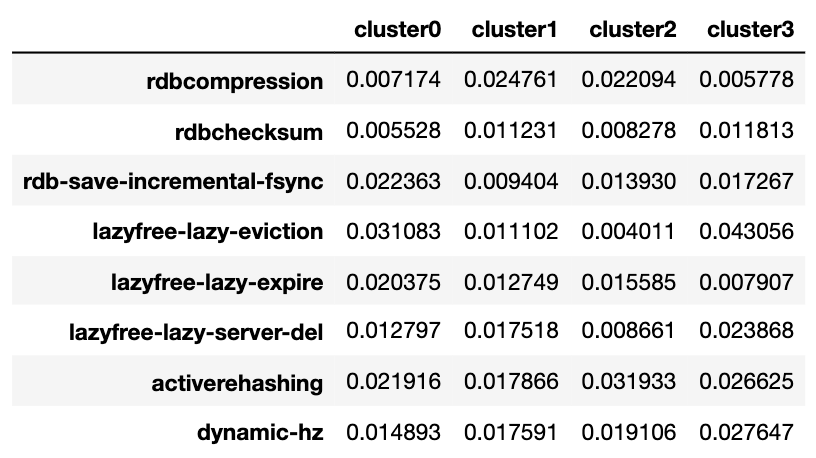 cluster0 cluster1 cluster2 cluster3
rdbcompression 0.007174 0.024761 0.022094 0.005778
rdbchecksum 0.005528 0.011231 0.008278 0.011813
rdb-save-incremental-fsync 0.022363 0.009404 0.013930 0.017267
lazyfree-lazy-eviction 0.031083 0.011102 0.004011 0.043056
lazyfree-lazy-expire 0.020375 0.012749 0.015585 0.007907
lazyfree-lazy-server-del 0.012797 0.017518 0.008661 0.023868
activerehashing 0.021916 0.017866 0.031933 0.026625
dynamic-hz 0.014893 0.017591 0.019106 0.027647